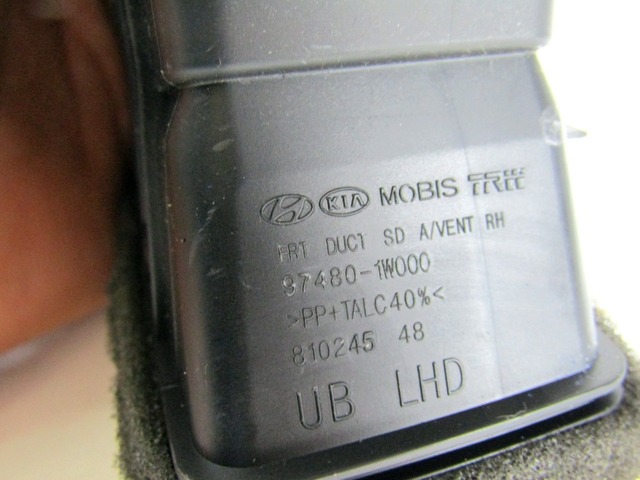 KIA MOBIS TRW
FRT DUCT SD A/VENT RH
97480-1W000
>PP+TALC40%<
810245 48
UB LHD